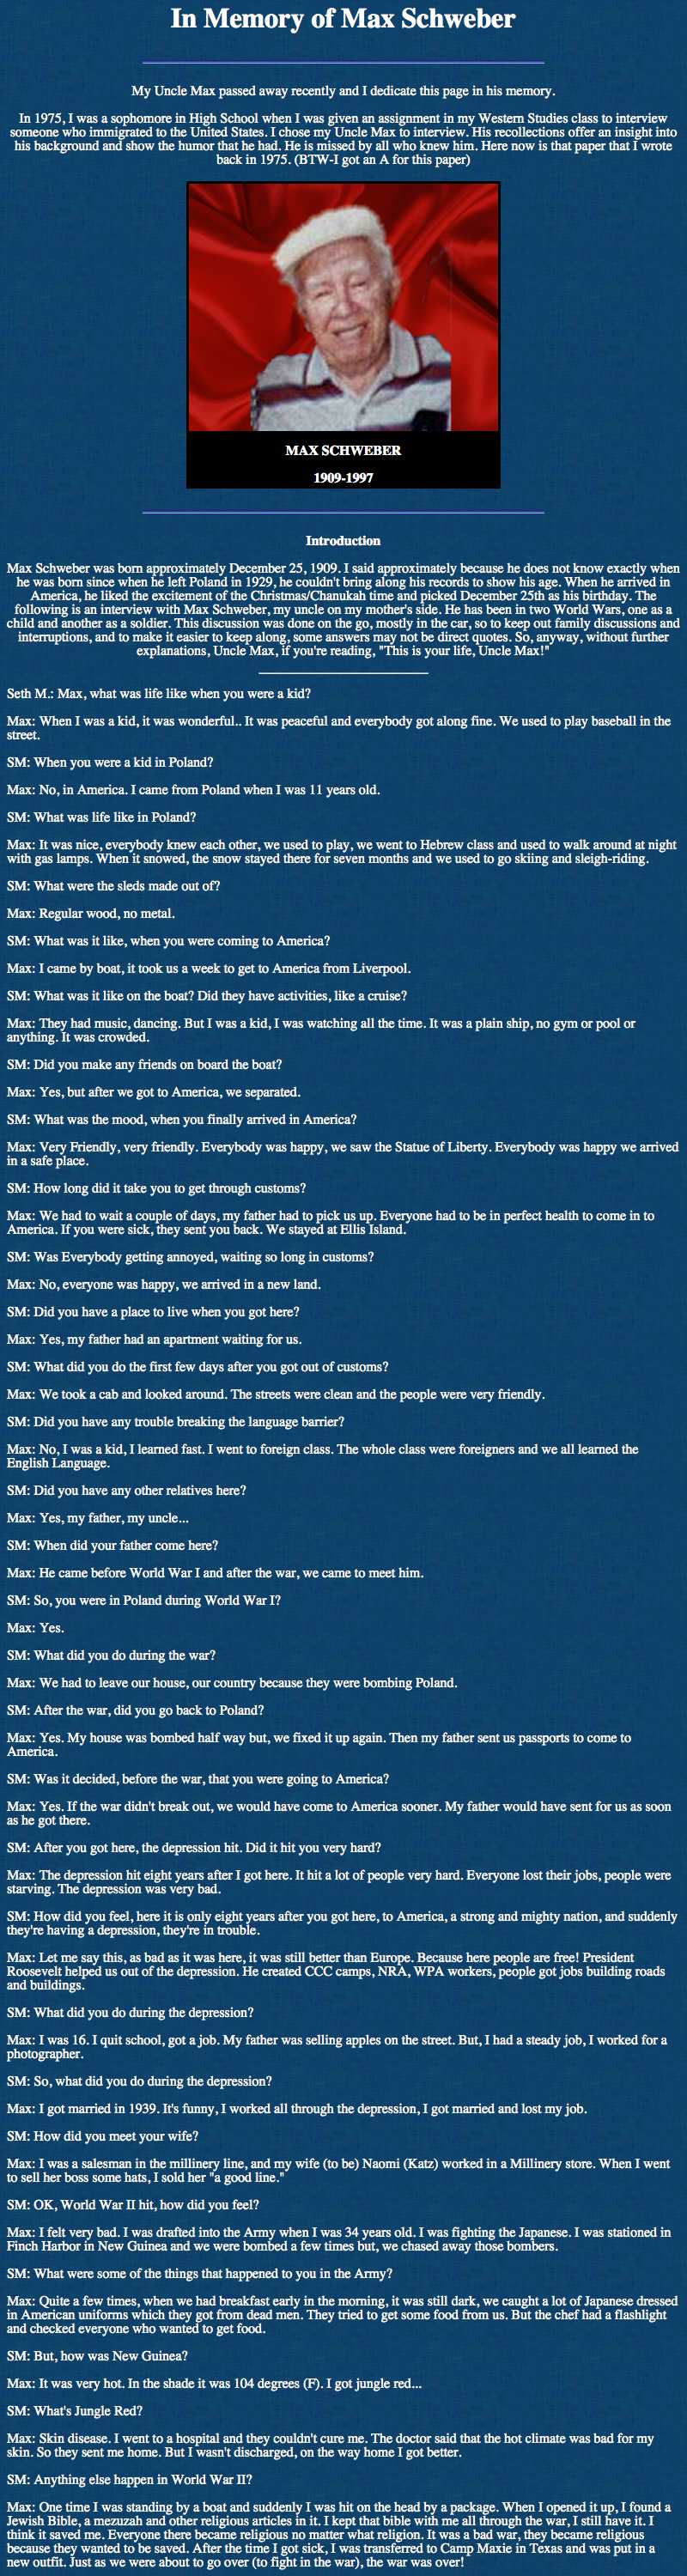 In Memory of Max Schweber
My Uncle Max passed away recently and I dedicate this page in his memory.
In 1975, I was a sophomore in High School when I was given an assignment in my Western Studies class to interview
someone who immigrated to the United States. I chose my Uncle Max to interview. His recollections offer an insight into
his background and show the humor that he had. He is missed by all who knew him. Here now is that paper that I wrote
back in 1975. (BTW-I got an A for this paper)
MAX SCHWEBER
1909-1997
Introduction
Max Schweber was born approximately December 25, 1909. I said approximately because he does not know exactly when
he was born since when he left Poland in 1929, he couldn't bring along his records to show his age. When he arrived in
America, he liked the excitement of the Christmas/Chanukah time and picked December 25th as his birthday. The
following is an interview with Max Schweber, my uncle on my mother's side. He has been in two World Wars, one as a
child and another as a soldier. This discussion was done on the go, mostly in the car, so to keep out family discussions and
interruptions, and to make it easier to keep along, some answers may not be direct quotes. So, anyway, without further
explanations, Uncle Max, if you're reading, "This is your life, Uncle Max!"
Seth M.: Max, what was life like when you were a kid?
Max: When I was a kid, it was wonderful.. It was peaceful and everybody got along fine. We used to play baseball in the
street.
SM: When you were a kid in Poland?
Max: No, in America. I came from Poland when I was 11 years old.
SM: What was life like in Poland?
Max: It was nice, everybody knew each other, we used to play, we went to Hebrew class and used to walk around at night
with gas lamps. When it snowed, the snow stayed there for seven months and we used to go skiing and sleigh-riding.
SM: What were the sleds made out of?
Max: Regular wood, no metal.
SM: What was it like, when you were coming to America?
Max: I came by boat, it took us a week to get to America from Liverpool.
SM: What was it like on the boat? Did they have activities, like a cruise?
Max: They had music, dancing. But I was a kid, I was watching all the time. It was a plain ship, no gym or pool or
anything. It was crowded.
SM: Did you make any friends on board the boat?
Max: Yes, but after we got to America, we separated.
SM: What was the mood, when you finally arrived in America?
Max: Very Friendly, very friendly. Everybody was happy, we saw the Statue of Liberty. Everybody was happy we arrived
in a safe place.
SM: How long did it take you to get through customs?
Max: We had to wait a couple of days, my father had to pick us up. Everyone had to be in perfect health to come in to
America. If you were sick, they sent you back. We stayed at Ellis Island.
SM: Was Everybody getting annoyed, waiting so long in customs?
Max: No, everyone was happy, we arrived in a new land.
SM: Did you have a place to live when you got here?
Max: Yes, my father had an apartment waiting for us.
SM: What did you do the first few days after you got out of customs?
Max: We took a cab and looked around. The streets were clean and the people were very friendly.
SM: Did you have any trouble breaking the language barrier?
Max: No, I was a kid, I learned fast. I went to foreign class. The whole class were foreigners and we all learned the
English Language.
SM: Did you have any other relatives here?
Max: Yes, my father, my uncle...
SM: When did your father come here?
Max: He came before World War I and after the war, we came to meet him.
SM: So, you were in Poland during World War I?
Max: Yes.
SM: What did you do during the war?
Max: We had to leave our house, our country because they were bombing Poland.
SM: After the war, did you go back to Poland?
Max: Yes. My house was bombed half way but, we fixed it up again. Then my father sent us passports to come to
America.
SM: Was it decided, before the war, that you were going to America?
Max: Yes. If the war didn't break out, we would have come to America sooner. My father would have sent for us as soon
as he got there.
SM: After you got here, the depression hit. Did it hit you very hard?
Max: The depression hit eight years after I got here. It hit a lot of people very hard. Everyone lost their jobs, people were
starving. The depression was very bad.
SM: How did you feel, here it is only eight years after you got here, to America, a strong and mighty nation, and suddenly
they're having a depression, they're in trouble.
Max: Let me say this, as bad as it was here, it was still better than Europe. Because here people are free! President
Roosevelt helped us out of the depression. He created CCC camps, NRA, WPA workers, people got jobs building roads
and buildings.
SM: What did you do during the depression?
Max: I was 16. I quit school, got a job. My father was selling apples on the street. But, I had a steady job, I worked for a
photographer.
SM: So, what did you do during the depression?
Max: I got married in 1939. It's funny, I worked all through the depression, I got married and lost my job.
SM: How did you meet your wife?
Max: I was a salesman in the millinery line, and my wife (to be) Naomi (Katz) worked in a Millinery store. When I went
to sell her boss some hats, I sold her "a good line."
SM: OK, World War II hit, how did you feel?
Max: I felt very bad. I was drafted into the Army when I was 34 years old. I was fighting the Japanese. I was stationed in
Finch Harbor in New Guinea and we were bombed a few times but, we chased away those bombers.
SM: What were some of the things that happened to you in the Army?
Max: Quite a few times, when we had breakfast early in the morning, it was still dark, we caught a lot of Japanese dressed
in American uniforms which they got from dead men. They tried to get some food from us. But the chef had a flashlight
and checked everyone who wanted to get food.
SM: But, how was New Guinea?
Max: It was very hot. In the shade it was 104 degrees (F). I got jungle red...
SM: What's Jungle Red?
Max: Skin disease. I went to a hospital and they couldn't cure me. The doctor said that the hot climate was bad for my
skin. So they sent me home. But I wasn't discharged, on the way home I got better.
SM: Anything else happen in World War II?
Max: One time I was standing by a boat and suddenly I was hit on the head by a package. When I opened it up, I found a
Jewish Bible, a mezuzah and other religious articles in it. I kept that bible with me all through the war, I still have it. I
think it saved me. Everyone there became religious no matter what religion. It was a bad war, they became religious
because they wanted to be saved. After the time I got sick, I was transferred to Camp Maxie in Texas and was put in a
new outfit. Just as we were about to go over (to fight in the war), the war was over!